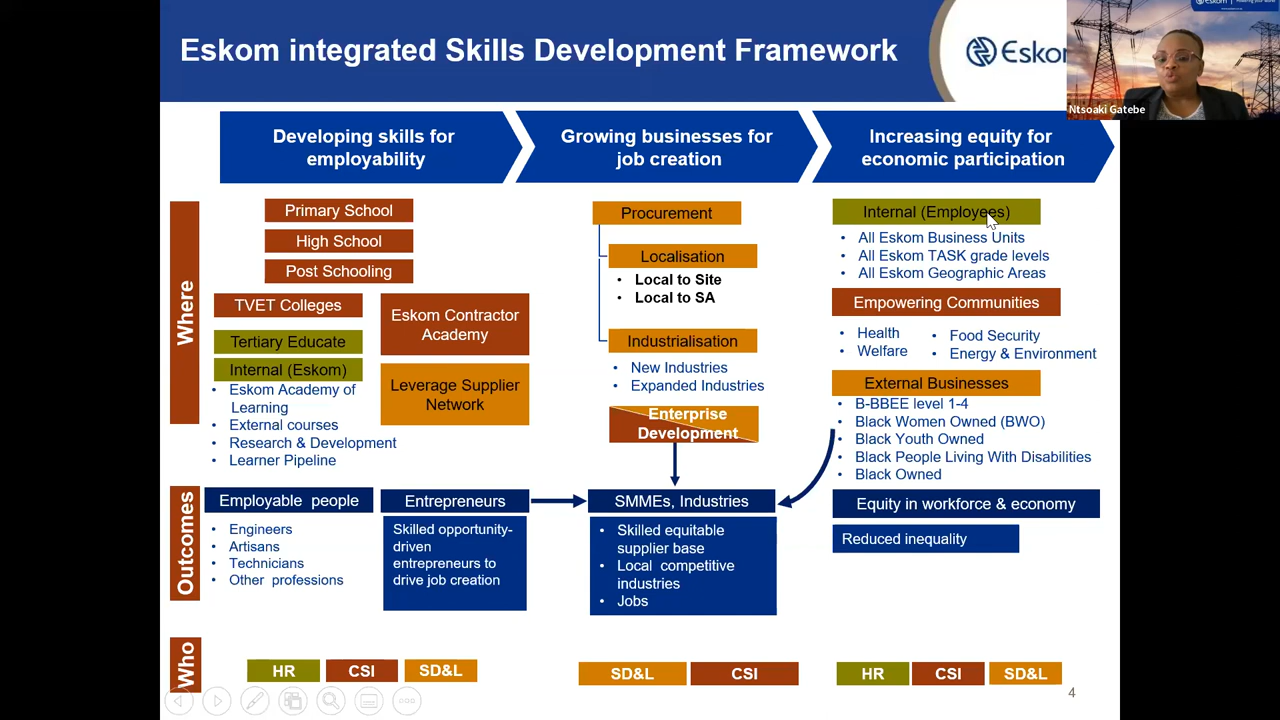 Eskom integrated Skills Development Framework
Eskom
Eskom
Ntsoaki Gatebe
Developing skills for
employability
Growing businesses for
job creation
Increasing equity for
economic participation
Where
Primary School
High School
Post Schooling
TVET Colleges
Tertiary Educate
Internal (Eskom)
• Eskom Academy of
Learning
• External courses
• Research & Development
• Learner Pipeline
Eskom Contractor
Academy
Leverage Supplier
Network
Procurement
Localisation
• Local to Site
• Local to SA
Industrialisation
• New Industries
• Expanded Industries
Enterprise
Development
Internal (Employees)
• All Eskom Business Units
• All Eskom TASK grade levels
• All Eskom Geographic Areas
Empowering Communities
• Health
• Welfare
• Food Security
• Energy & Environment
External Businesses
• B-BBEE level 1-4
• Black Women Owned (BWO)
• Black Youth Owned
• Black People Living With Disabilities
• Black Owned
Outcomes
Employable people
• Engineers
• Artisans
• Technicians
• Other professions
Entrepreneurs
Skilled opportunity-
driven
entrepreneurs to
drive job creation
SMMEs, Industries
• Skilled equitable
supplier base
• Local competitive
industries
• Jobs
Equity in workforce & economy
Reduced inequality
Who
HR
CSI
SD&L
SD&L
CSI
HR
CSI
SD&L
4